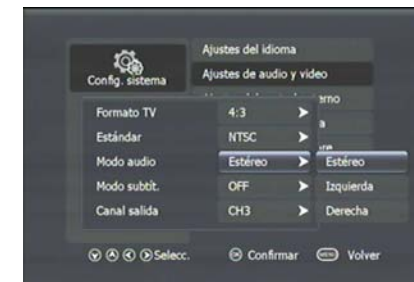 Ajustes del idioma
Config. sistema
Ajustes de audio y video
Formato TV 4:3
Estándar NTSC
Modo audio Estéreo Estéreo
Modo subtít. OFF Izquierda
Canal salida CH3 Derecha
Selecc. Confirmar MENU Volver